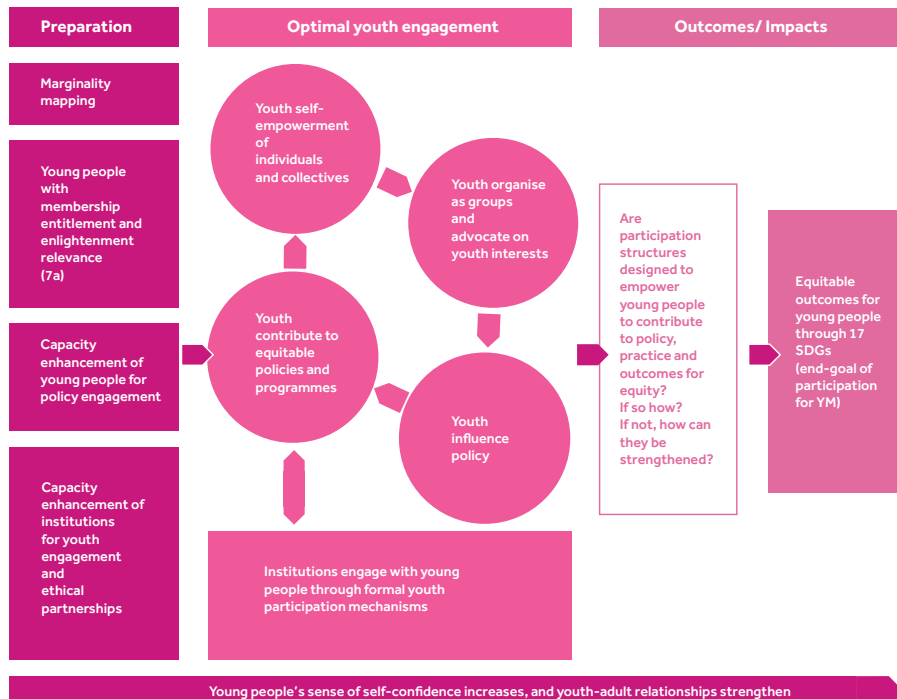 Preparation
Optimal youth engagement
Outcomes/ Impacts
Marginality
mapping
Young people
with
membership
entitlement and
enlightenment
relevance
(7a)
Capacity
enhancement of
young people for
policy engagement
Capacity
enhancement of
institutions
for youth
engagement
and
ethical
partnerships
Youth self-
empowerment
of
individuals
and collectives
Youth organise
as groups
and
advocate on
youth interests
Youth
contribute to
equitable
policies and
programmes
Youth
influence
policy
Institutions engage with young
people through formal youth
participation mechanisms
Are
participation
structures
designed to
empower
young people
to contribute
to policy,
practice and
outcomes for
equity?
If so how?
If not, how can
they be
strengthened?
Equitable
outcomes for
young people
through 17
SDGs
(end-goal of
participation
for YM)
Young people's sense of self-confidence increases, and youth-adult relationships strengthen